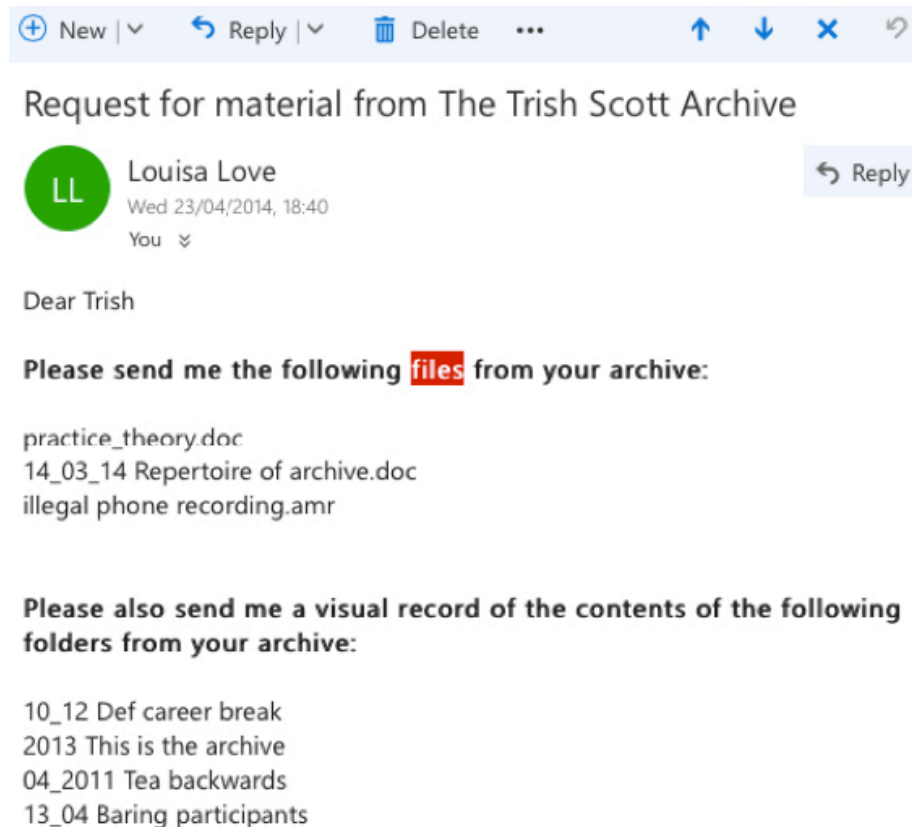 New
Reply
Delete
Request for material from The Trish Scott Archive
LL
Louisa Love
Reply
Wed 23/04/2014, 18:40
You
Dear Trish
Please send me the following files from your archive:
practice_theory.doc
14_03_14 Repertoire of archive.doc
illegal phone recording.amr
Please also send me a visual record of the contents of the following
folders from your archive:
10_12 Def career break
2013 This is the archive
04_2011 Tea backwards
13_04 Baring participants